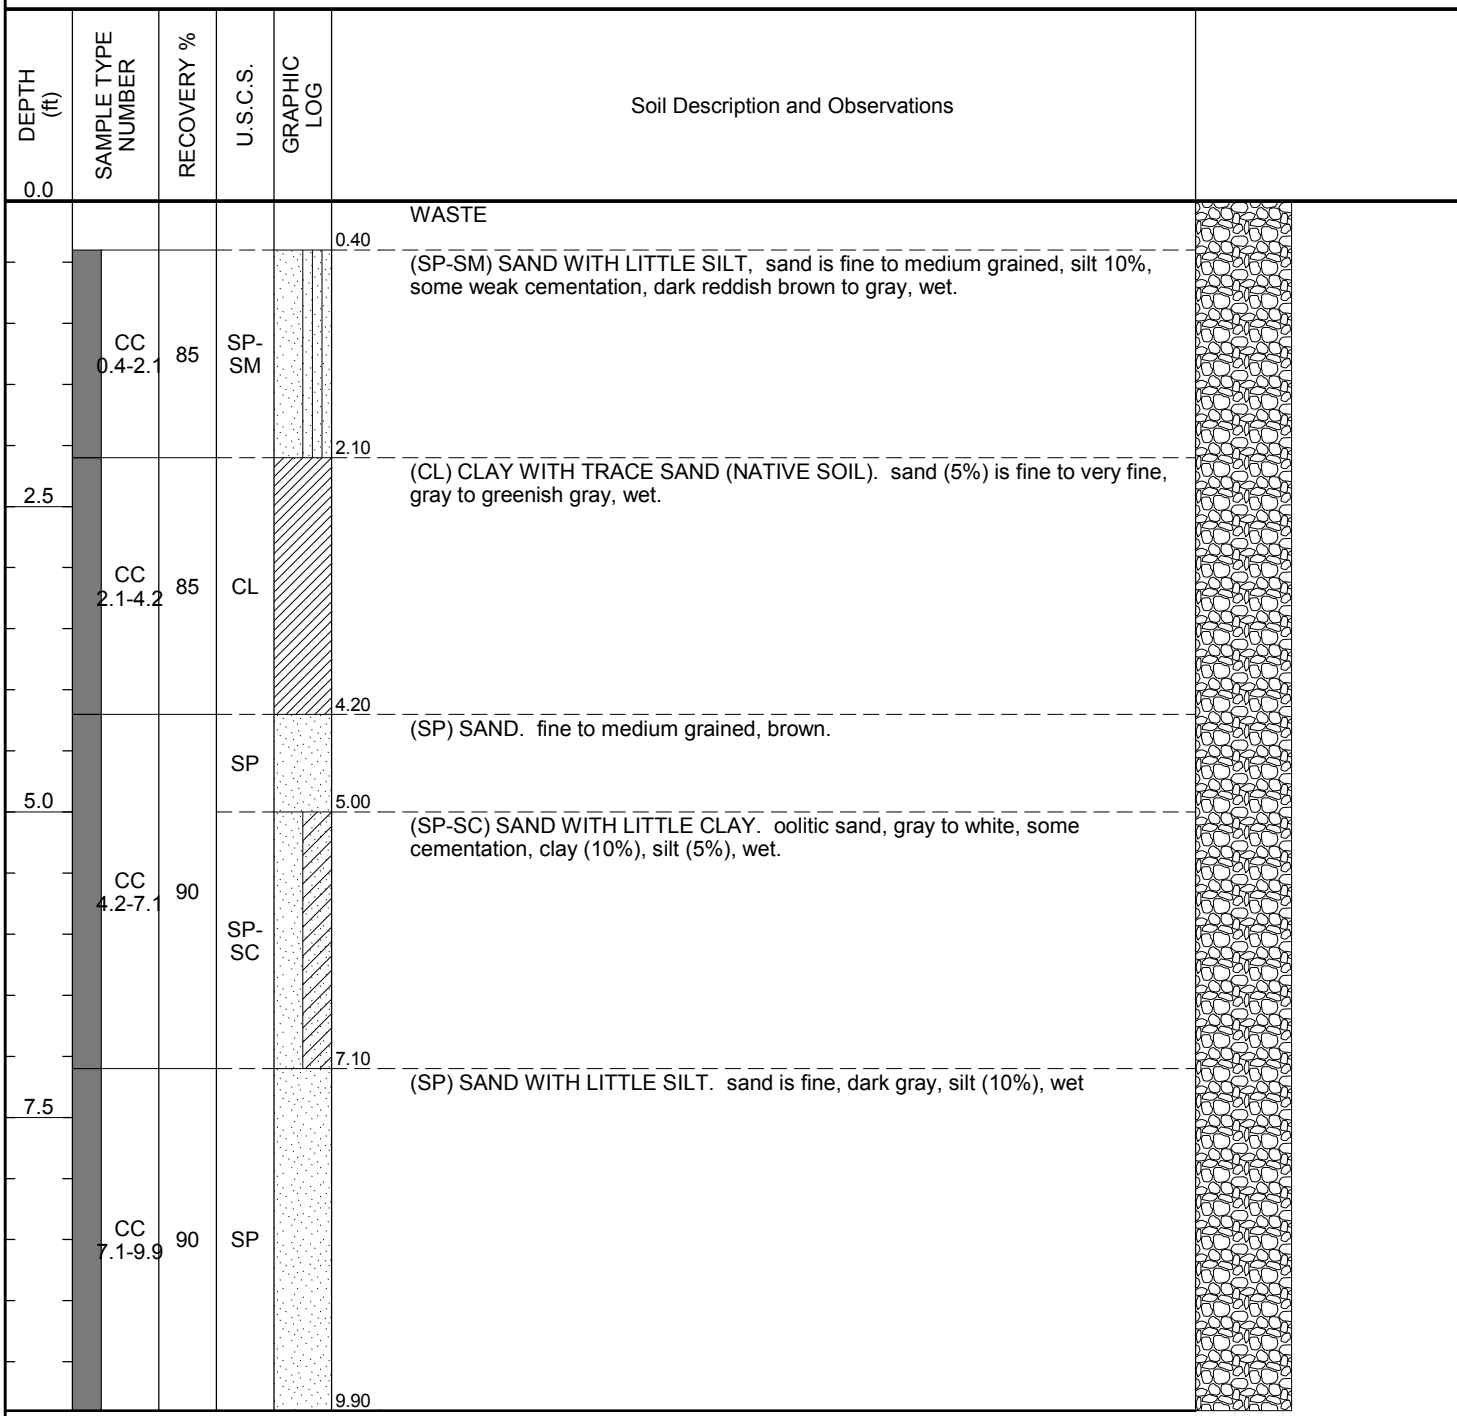 DEPTH
(ft)
SAMPLE TYPE
NUMBER
RECOVERY %
U.S.C.S.
GRAPHIC
LOG
Soil Description and Observations
0.0
WASTE
0.40
(SP-SM) SAND WITH LITTLE SILT, sand is fine to medium grained, silt 10%,
some weak cementation, dark reddish brown to gray, wet.
CC
0.4-2.1
85
SP-
SM
2.10
(CL) CLAY WITH TRACE SAND (NATIVE SOIL). sand (5%) is fine to very fine,
gray to greenish gray, wet.
2.5
CC
2.1-4.2
85
CL
4.20
(SP) SAND. fine to medium grained, brown.
SP
5.0
5.00
(SP-SC) SAND WITH LITTLE CLAY. oolitic sand, gray to white, some
cementation, clay (10%), silt (5%), wet.
CC
4.2-7.1
90
SP-
SC
7.10
(SP) SAND WITH LITTLE SILT. sand is fine, dark gray, silt (10%), wet
7.5
CC
7.1-9.9
90
SP
9.90